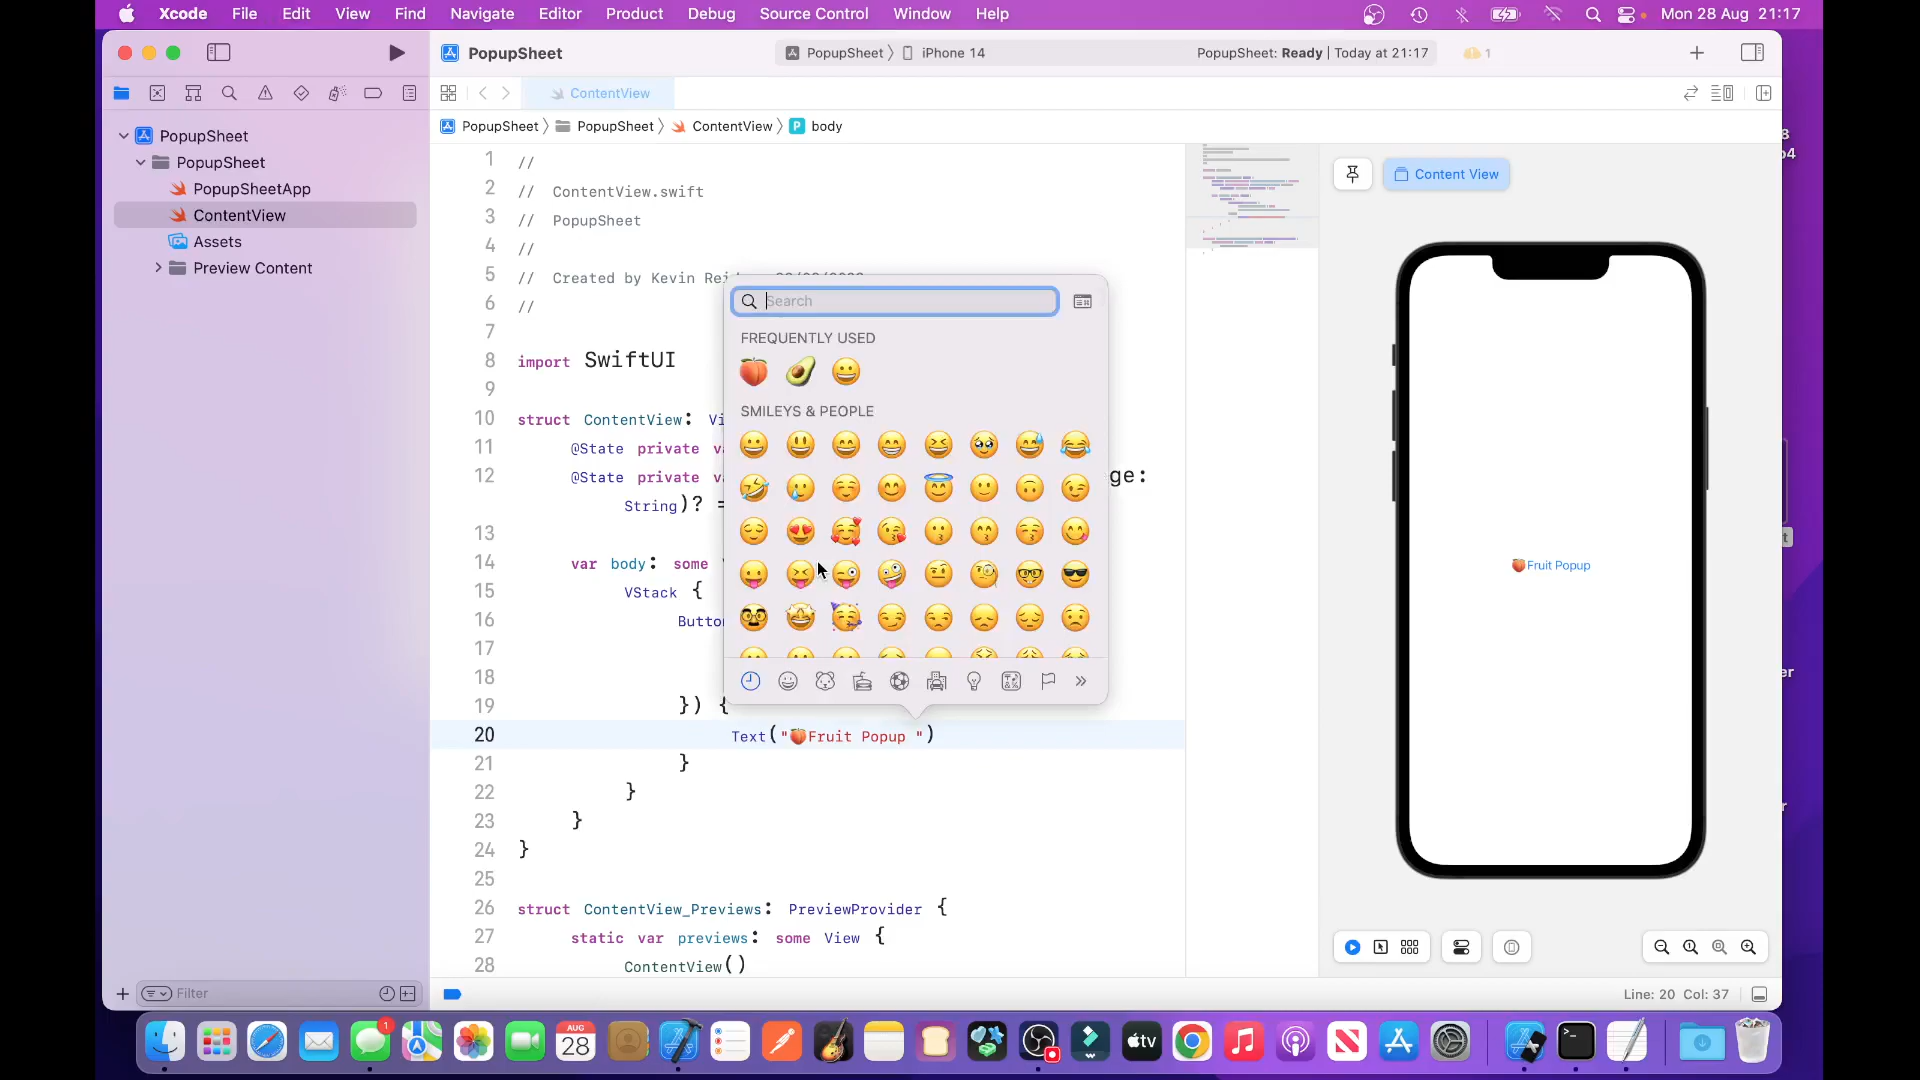 Xcode File Edit View Find Navigate Editor Product Debug Source Control Window Help Mon 28 Aug 21:17
PopupSheet
PopupSheet 〉 iPhone 14
PopupSheet: Ready | Today at 21:17
1
ContentView
PopupSheet 〉 PopupSheet 〉 ContentView 〉 P body
PopupSheet
PopupSheet
PopupSheetApp
ContentView
Assets
Preview Content
1 //
2 // ContentView.swift
3 // PopupSheet
4 //
5 // Created by Kevin
6 //
7
8 import SwiftUI
9
10 struct ContentView:
11 @State private
12 @State private ge:
String)? =
13
14 var body: some
15 VStack {
16
17
18
19 }) {
20 Text("🍑Fruit Popup ")
21 }
22 }
23 }
24 }
25
26 struct ContentView_Previews: PreviewProvider {
27 static var previews: some View {
28 ContentView()
Search
FREQUENTLY USED
🍑 🥑 😀
SMILEYS & PEOPLE
Content View
🍑Fruit Popup
Filter
Line: 20 Col: 37
1
AUG
28
tv